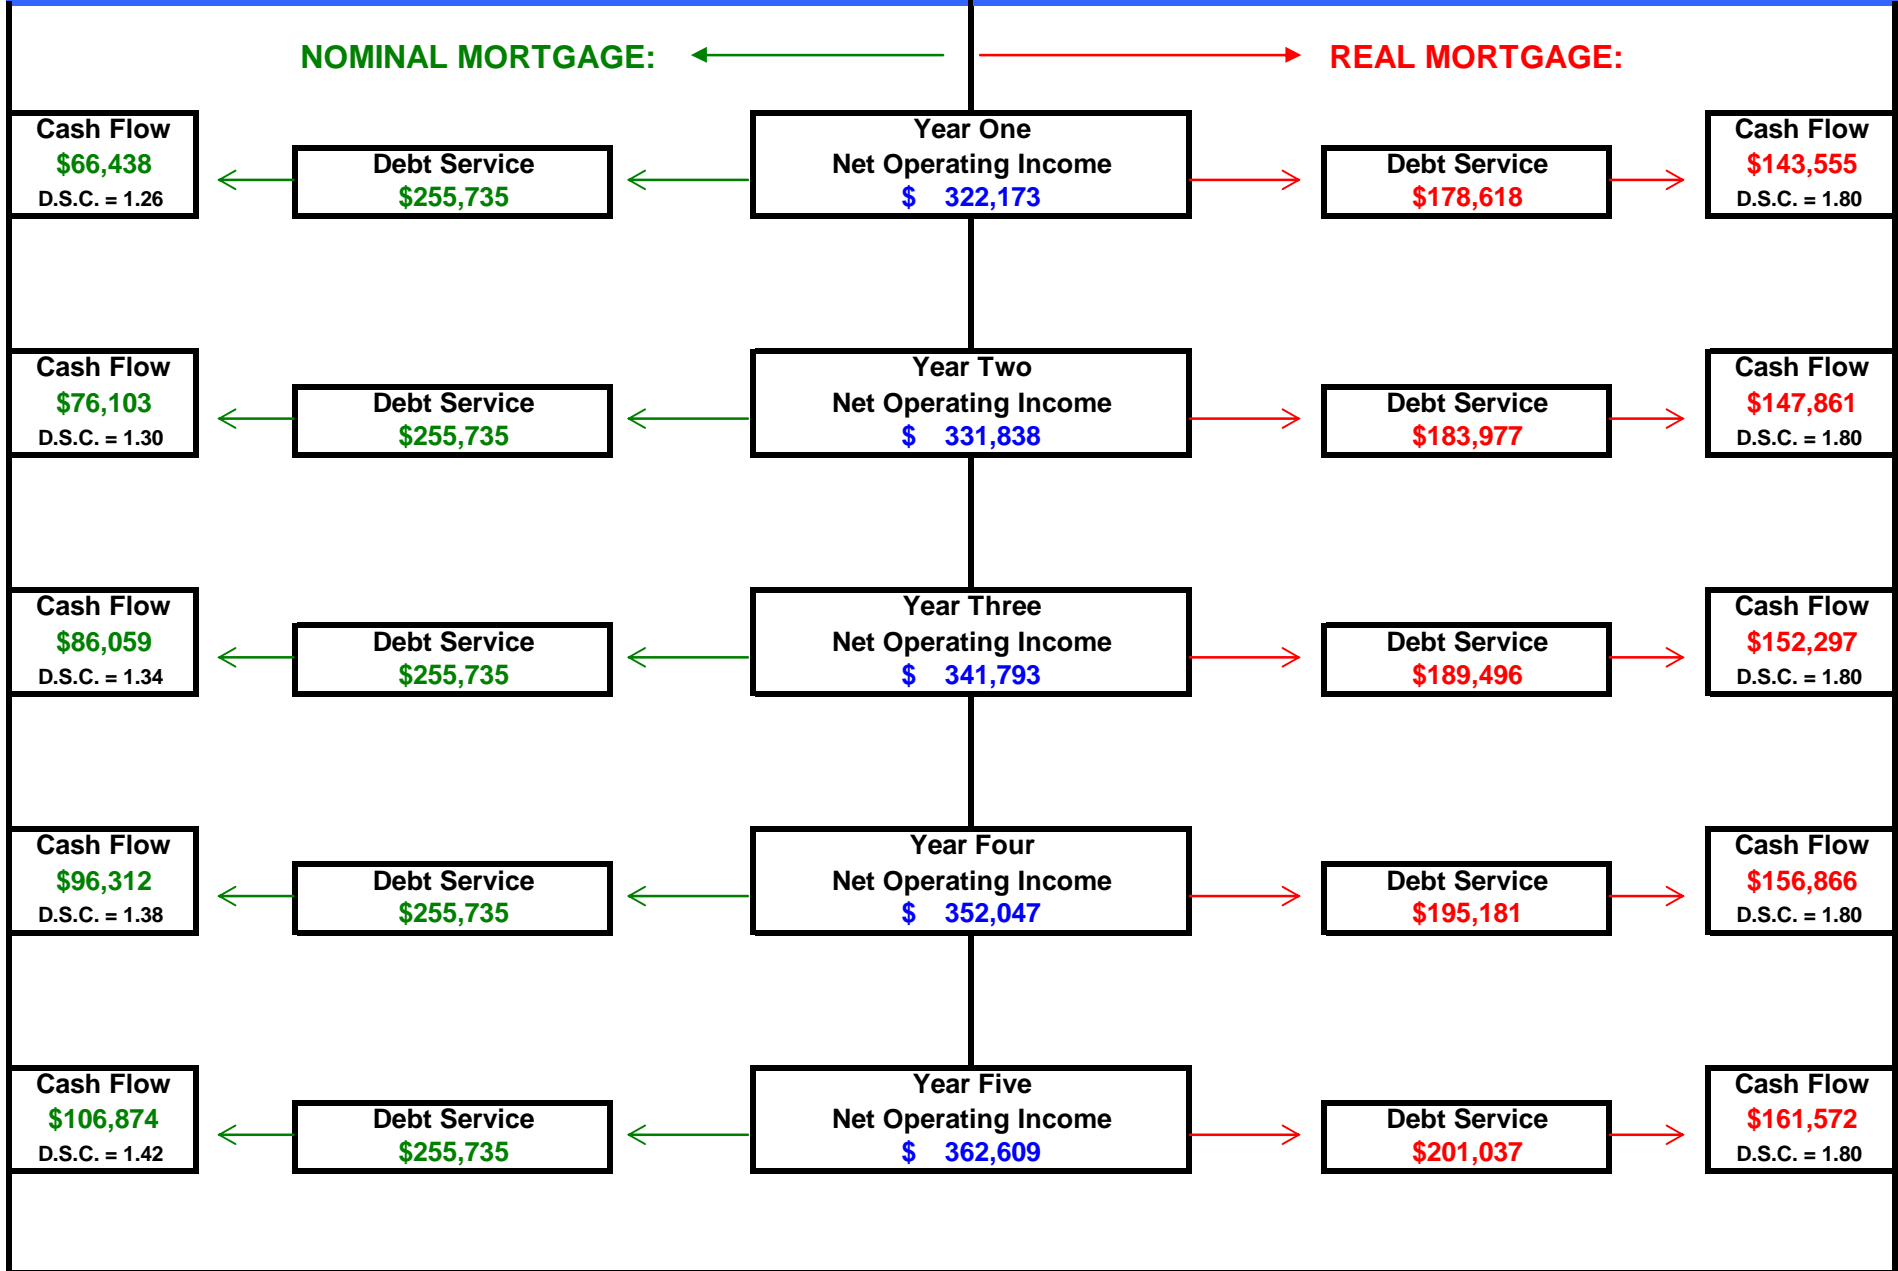 NOMINAL MORTGAGE:
REAL MORTGAGE:
Cash Flow
$66,438
D.S.C. = 1.26
Debt Service
$255,735
Year One
Net Operating Income
$ 322,173
Debt Service
$178,618
Cash Flow
$143,555
D.S.C. = 1.80
Cash Flow
$76,103
D.S.C. = 1.30
Debt Service
$255,735
Year Two
Net Operating Income
$ 331,838
Debt Service
$183,977
Cash Flow
$147,861
D.S.C. = 1.80
Cash Flow
$86,059
D.S.C. = 1.34
Debt Service
$255,735
Year Three
Net Operating Income
$ 341,793
Debt Service
$189,496
Cash Flow
$152,297
D.S.C. = 1.80
Cash Flow
$96,312
D.S.C. = 1.38
Debt Service
$255,735
Year Four
Net Operating Income
$ 352,047
Debt Service
$195,181
Cash Flow
$156,866
D.S.C. = 1.80
Cash Flow
$106,874
D.S.C. = 1.42
Debt Service
$255,735
Year Five
Net Operating Income
$ 362,609
Debt Service
$201,037
Cash Flow
$161,572
D.S.C. = 1.80